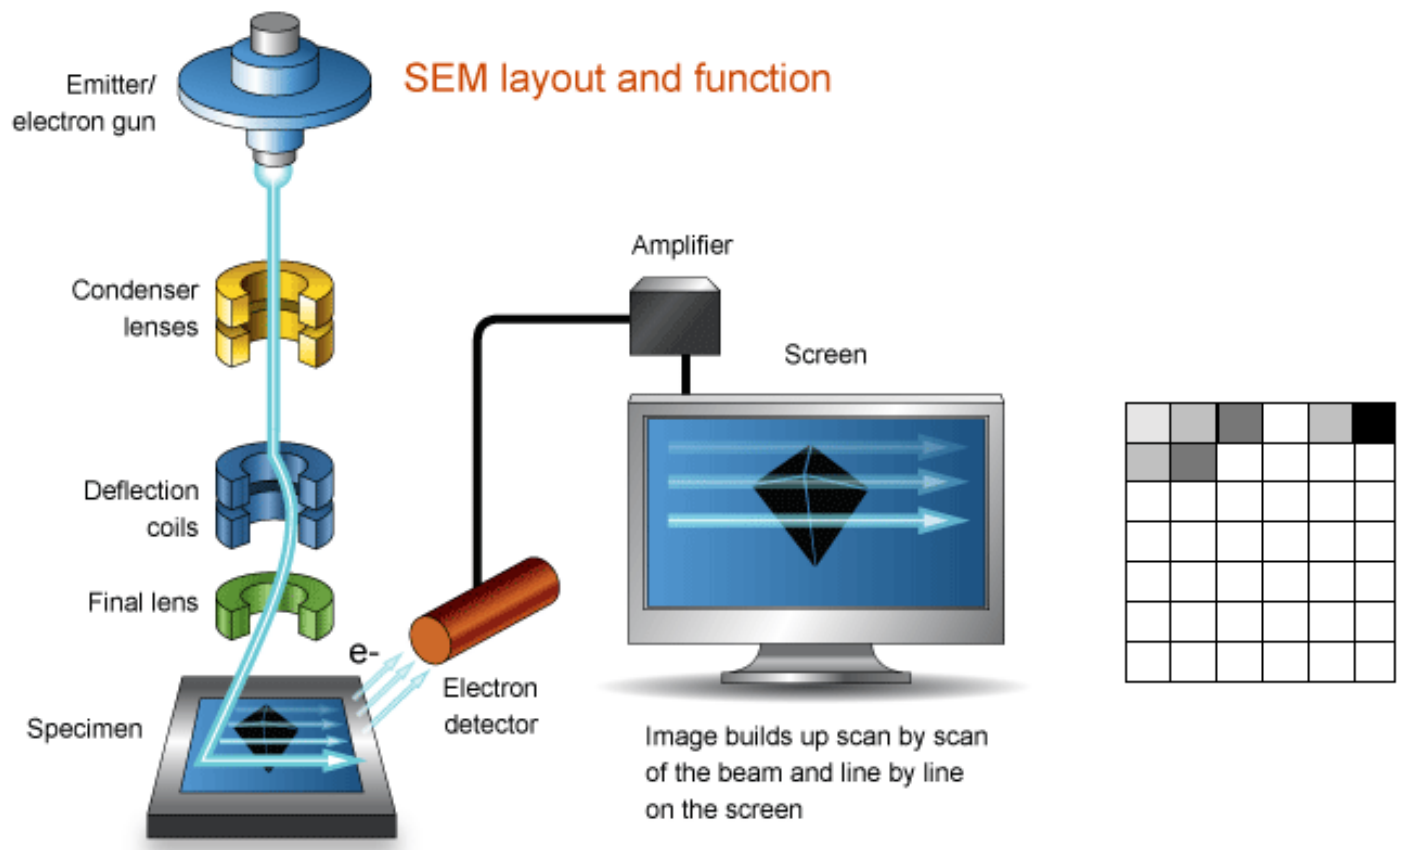 SEM layout and function
Emitter/
electron gun
Condenser
lenses
Amplifier
Screen
Deflection
coils
Final lens
e-
Electron
detector
Specimen
Image builds up scan by scan
of the beam and line by line
on the screen